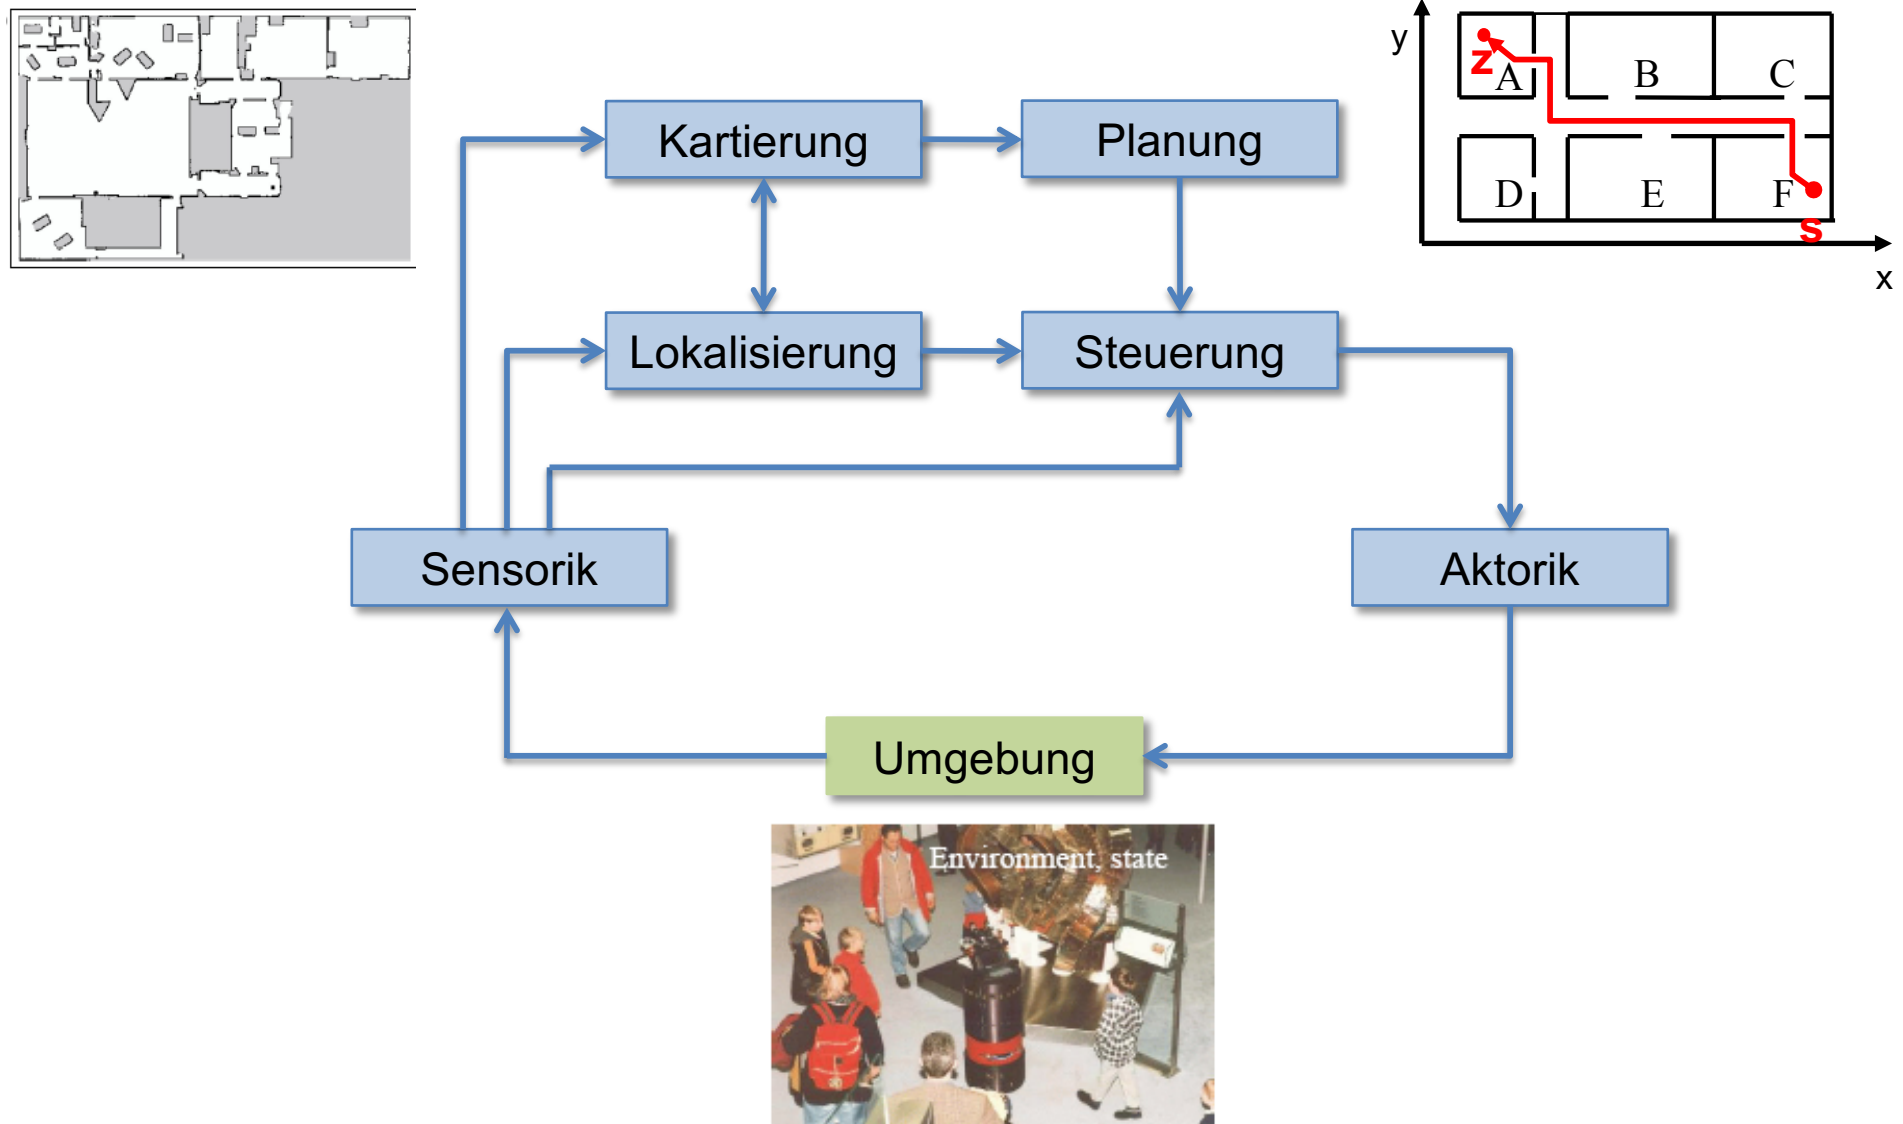 Kartierung
Planung
Lokalisierung
Steuerung
Sensorik
Aktorik
Umgebung
Environment, state
y
z
A
B
C
D
E
F
s
x